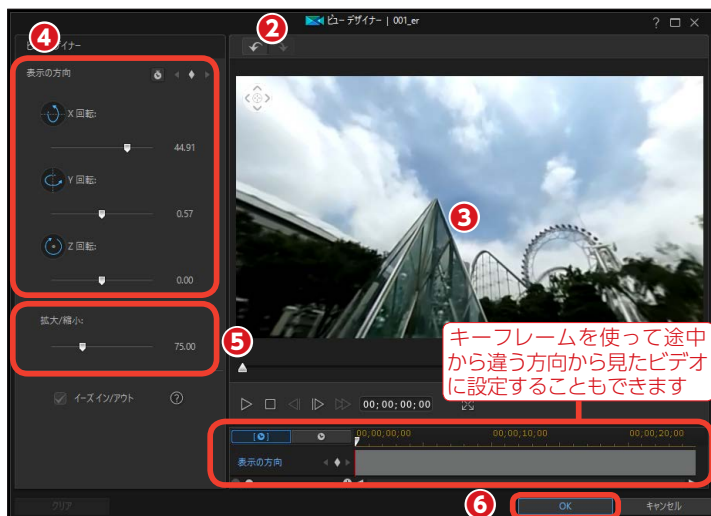 ビューデザイナー | 001_er
? □ ×
④
②
ビューデザイナー
表示の方向
X 回転:
44.91
Y 回転:
0.57
③
Z 回転:
0.00
拡大/縮小:
75.00
⑤
キーフレームを使って途中
から違う方向から見たビデオ
に設定することもできます
イーズ イン/アウト
?
00;00;00;00
00;00;00;00 00;00;10;00 00;00;20;00
表示の方向
クリア
⑥
OK
キャンセル